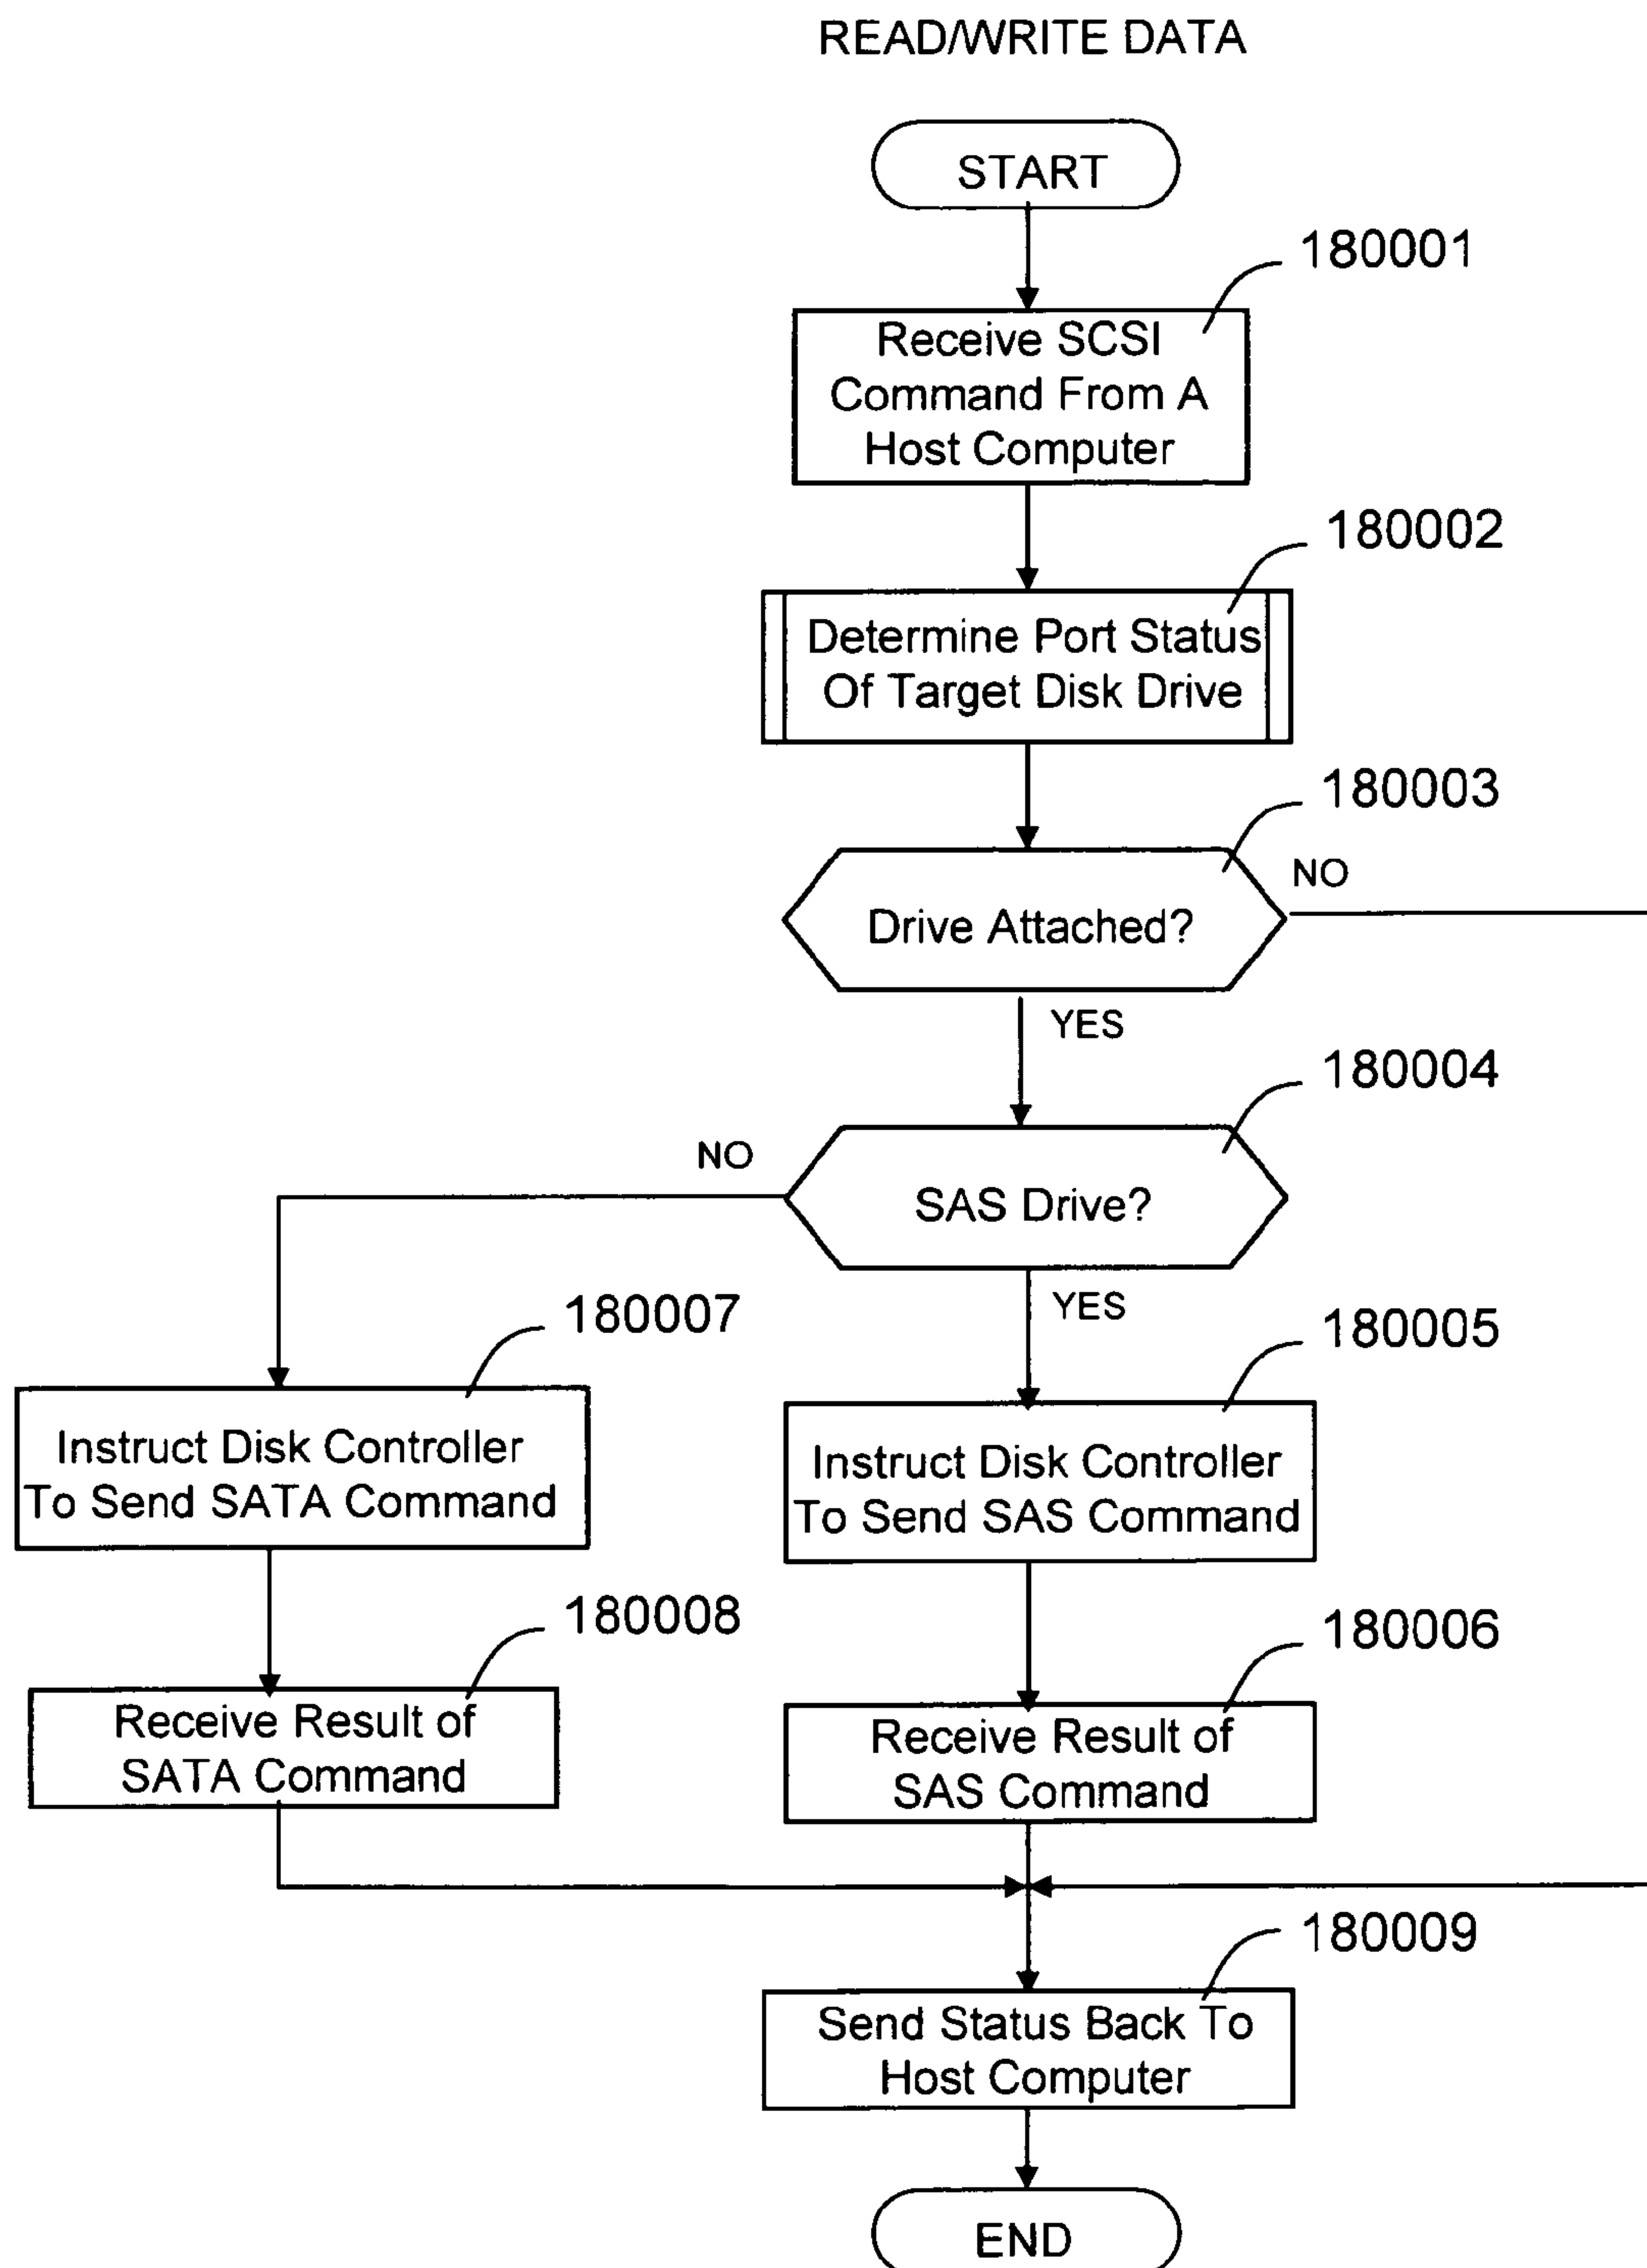 READ/WRITE DATA
START
180001
Receive SCSI
Command From A
Host Computer
180002
Determine Port Status
Of Target Disk Drive
180003
NO
Drive Attached?
YES
180004
NO
SAS Drive?
YES
180007
180005
Instruct Disk Controller
To Send SATA Command
Instruct Disk Controller
To Send SAS Command
180008
180006
Receive Result of
SATA Command
Receive Result of
SAS Command
180009
Send Status Back To
Host Computer
END